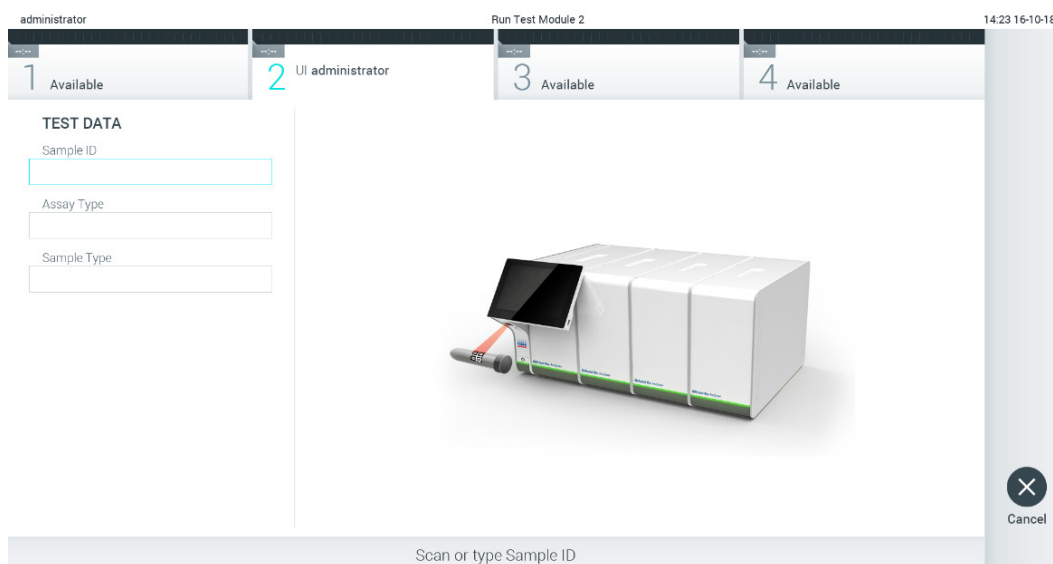 administrator
Run Test Module 2
14:23 16-10-18
--:--
--:--
--:--
--:--
1 Available
2 UI administrator
3 Available
4 Available
TEST DATA
Sample ID
Assay Type
Sample Type
Cancel
Scan or type Sample ID